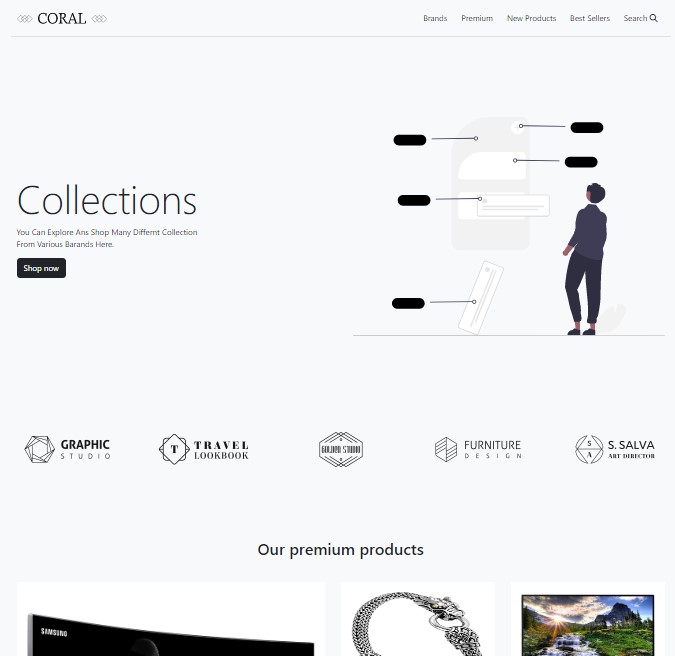 CORAL
Brands Premium New Products Best Sellers Search
Collections
You Can Explore Ans Shop Many Differnt Collection
From Various Barands Here.
Shop now
GRAPHIC
STUDIO
T
TRAVEL
LOOKBOOK
GOLDEN STUDIO
FURNITURE
DESIGN
S
A
S. SALVA
ART DIRECTOR
Our premium products
SAMSUNG